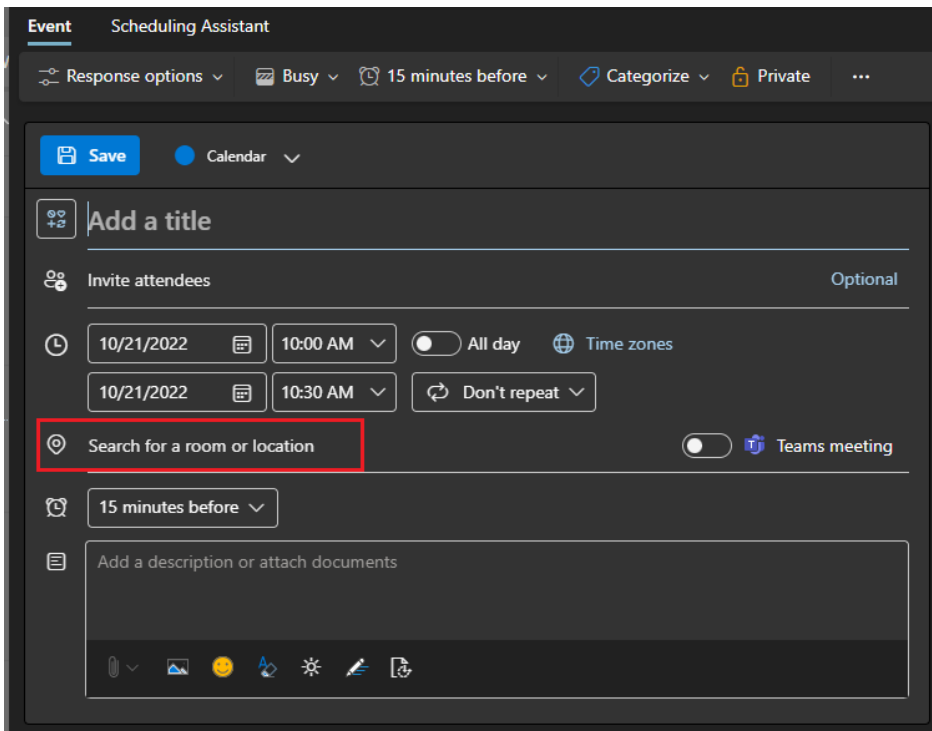 Event Scheduling Assistant
Response options Busy 15 minutes before Categorize Private ...
Save Calendar
Add a title
Invite attendees Optional
10/21/2022 10:00 AM All day Time zones
10/21/2022 10:30 AM Don't repeat
Search for a room or location Teams meeting
15 minutes before
Add a description or attach documents